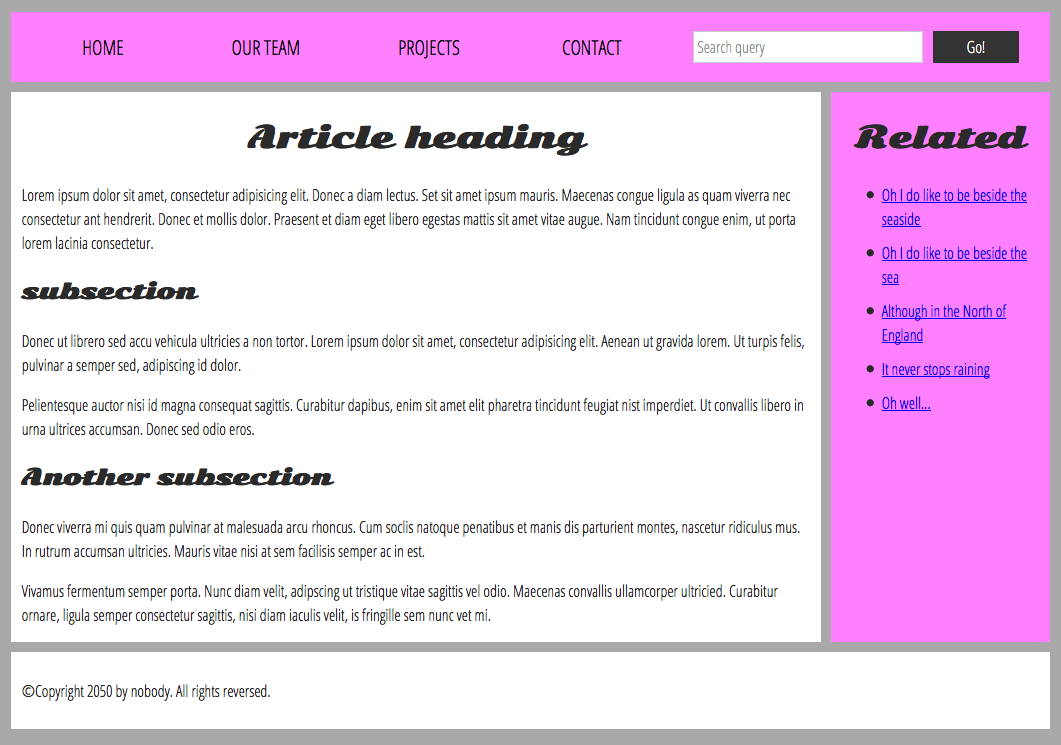 HOME OUR TEAM PROJECTS CONTACT Search query Go!
Article heading
Lorem ipsum dolor sit amet, consectetur adipisicing elit. Donec a diam lectus. Set sit amet ipsum mauris. Maecenas congue ligula as quam viverra nec
consectetur ant hendrerit. Donec et mollis dolor. Praesent et diam eget libero egestas mattis sit amet vitae augue. Nam tincidunt congue enim, ut porta
lorem lacinia consectetur.
subsection
Donec ut librero sed accu vehicula ultricies a non tortor. Lorem ipsum dolor sit amet, consectetur adipisicing elit. Aenean ut gravida lorem. Ut turpis felis,
pulvinar a semper sed, adipiscing id dolor.
Pelientesque auctor nisi id magna consequat sagittis. Curabitur dapibus, enim sit amet elit pharetra tincidunt feugiat nist imperdiet. Ut convallis libero in
urna ultrices accumsan. Donec sed odio eros.
Another subsection
Donec viverra mi quis quam pulvinar at malesuada arcu rhoncus. Cum soclis natoque penatibus et manis dis parturient montes, nascetur ridiculus mus.
In rutrum accumsan ultricies. Mauris vitae nisi at sem facilisis semper ac in est.
Vivamus fermentum semper porta. Nunc diam velit, adipscing ut tristique vitae sagittis vel odio. Maecenas convallis ullamcorper ultricied. Curabitur
ornare, ligula semper consectetur sagittis, nisi diam iaculis velit, is fringille sem nunc vet mi.
Related
Oh I do like to be beside the
seaside
Oh I do like to be beside the
sea
Although in the North of
England
It never stops raining
Oh well...
©Copyright 2050 by nobody. All rights reversed.